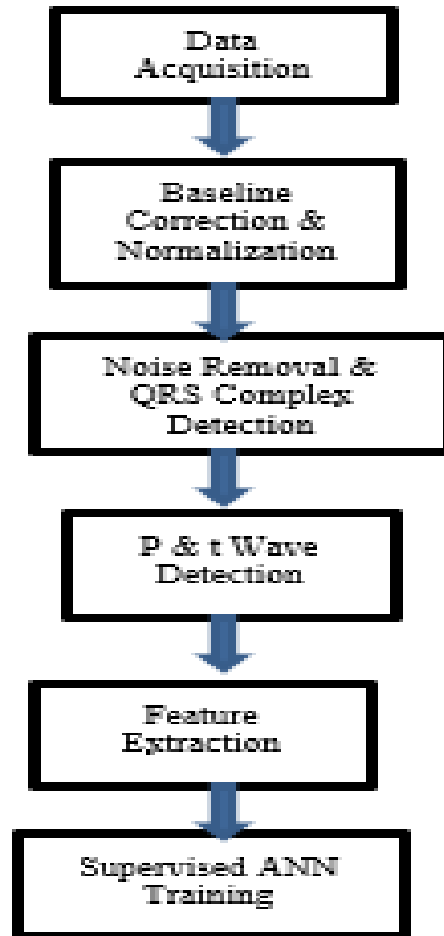 Data
Acquisition
Baseline
Correction &
Normalization
Noise Removal &
QRS Complex
Detection
P & t Wave
Detection
Feature
Extraction
Supervised ANN
Training